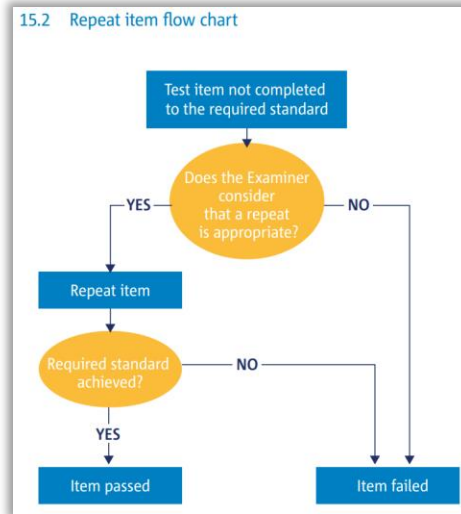 15.2 Repeat item flow chart
Test item not completed
to the required standard
Does the Examiner
consider
that a repeat
is appropriate?
YES
NO
Repeat item
Required standard
achieved?
NO
YES
Item passed
Item failed